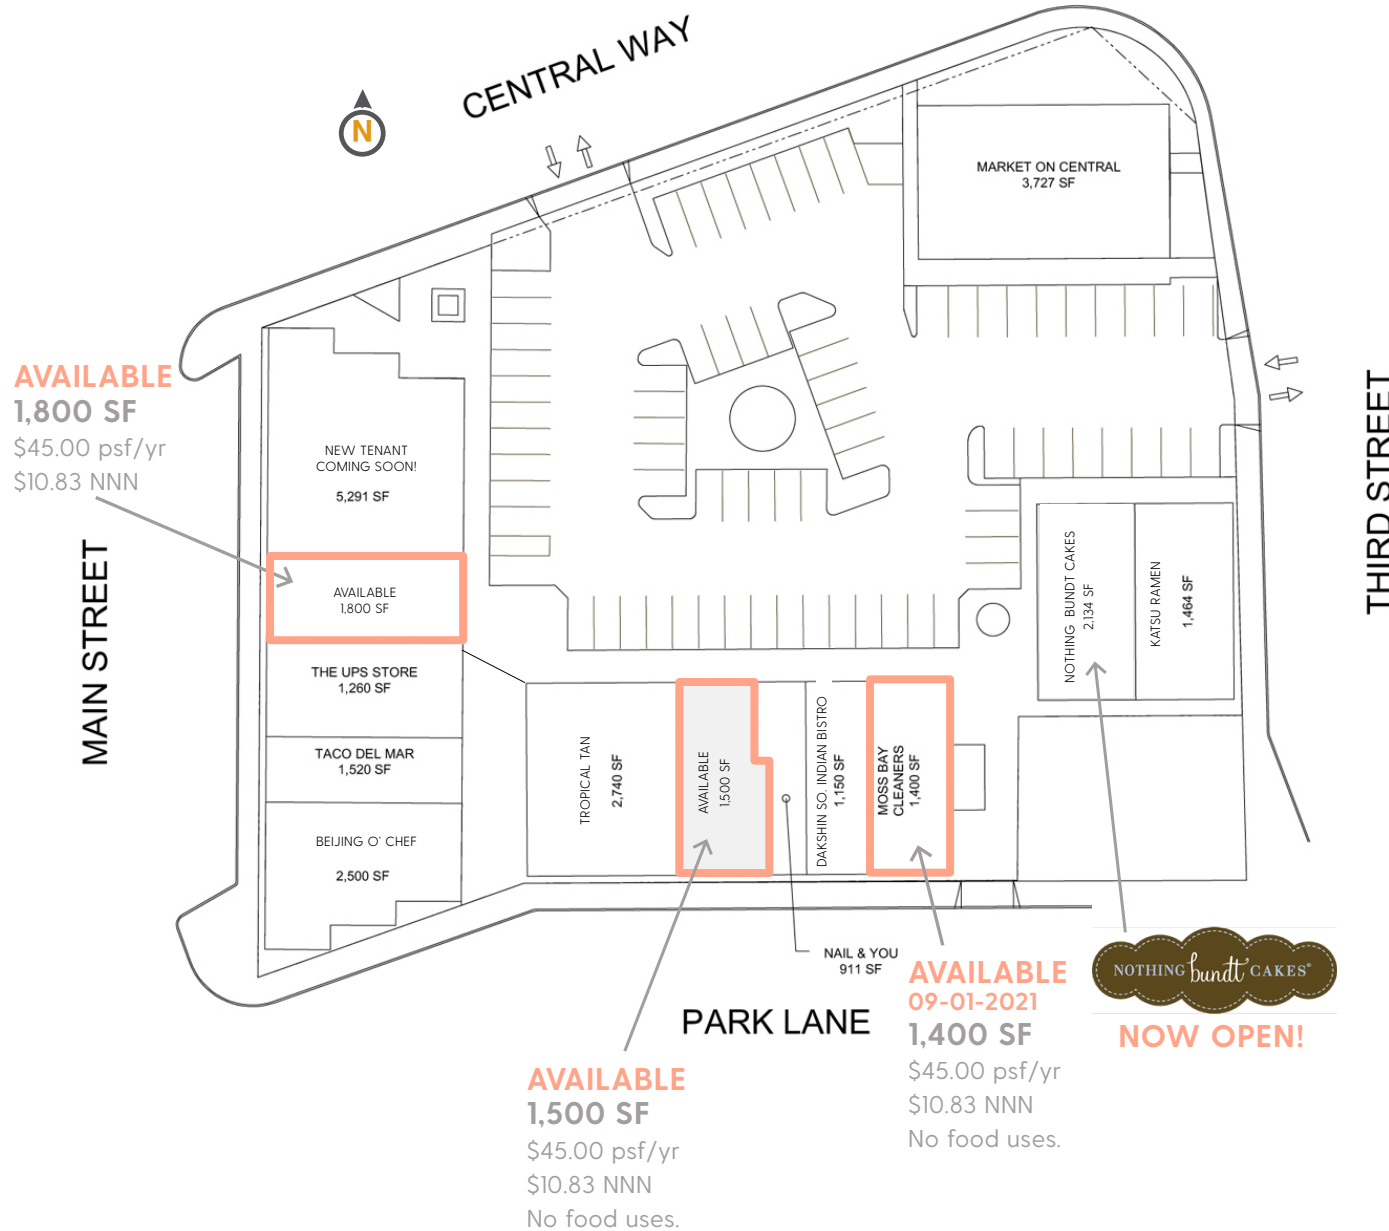 CENTRAL WAY
N
MARKET ON CENTRAL
3,727 SF
AVAILABLE
1,800 SF
$45.00 psf/yr
$10.83 NNN
NEW TENANT
COMING SOON!
5,291 SF
AVAILABLE
1,800 SF
THE UPS STORE
1,260 SF
TACO DEL MAR
1,520 SF
BEIJING O' CHEF
2,500 SF
MAIN STREET
THIRD STREET
TROPICAL TAN
2,740 SF
AVAILABLE
1,500 SF
DAKSHIN SO. INDIAN BISTRO
1,150 SF
MOSS BAY
CLEANERS
1,400 SF
NOTHING BUNDT CAKES
2,134 SF
KATSU RAMEN
1,464 SF
NAIL & YOU
911 SF
PARK LANE
AVAILABLE
09-01-2021
1,400 SF
$45.00 psf/yr
$10.83 NNN
No food uses.
NOTHING bundt CAKES®
NOW OPEN!
AVAILABLE
1,500 SF
$45.00 psf/yr
$10.83 NNN
No food uses.